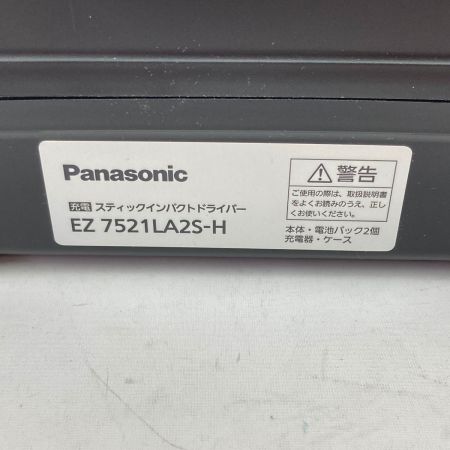 Panasonic
充電 スティックインパクトドライバー
EZ 7521LA2S-H
警告
ご使用の際は、取扱説明書
をよくお読みのうえ、正し
くお使いください。
本体・電池パック2個
充電器・ケース